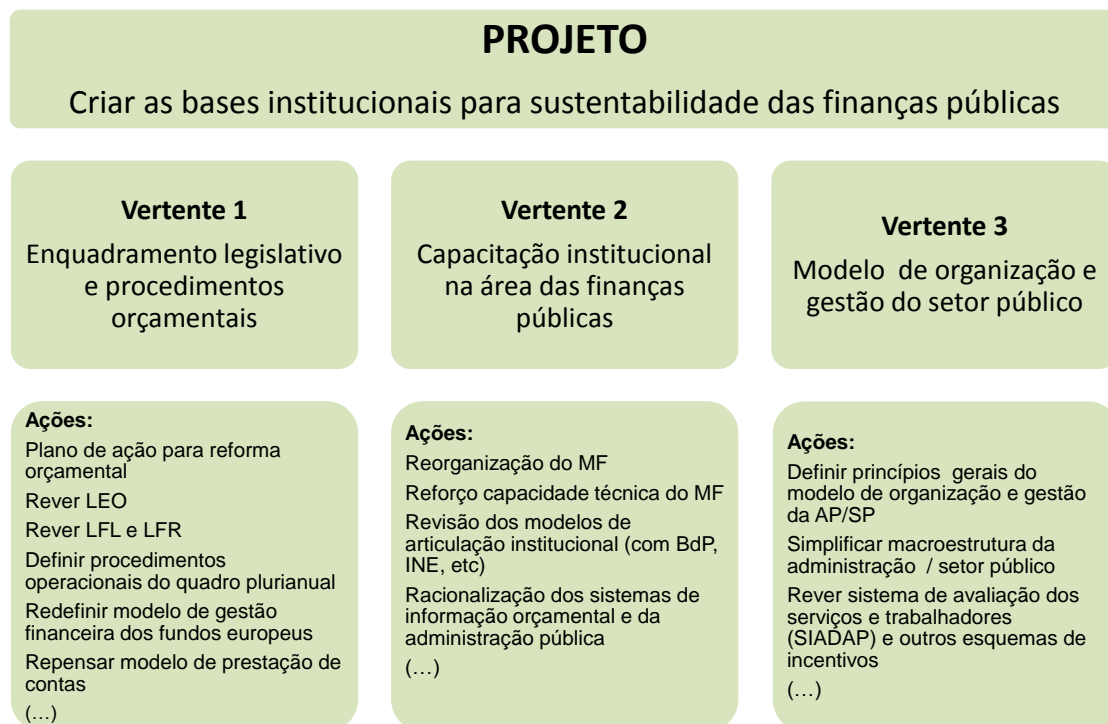 PROJETO
Criar as bases institucionais para sustentabilidade das finanças públicas
Vertente 1
Enquadramento legislativo
e procedimentos
orçamentais
Vertente 2
Capacitação institucional
na área das finanças
públicas
Vertente 3
Modelo de organização e
gestão do setor público
Ações:
Plano de ação para reforma
orçamental
Rever LEO
Rever LFL e LFR
Definir procedimentos
operacionais do quadro plurianual
Redefinir modelo de gestão
financeira dos fundos europeus
Repensar modelo de prestação de
contas
(…)
Ações:
Reorganização do MF
Reforço capacidade técnica do MF
Revisão dos modelos de
articulação institucional (com BdP,
INE, etc)
Racionalização dos sistemas de
informação orçamental e da
administração pública
(…)
Ações:
Definir princípios gerais do
modelo de organização e gestão
da AP/SP
Simplificar macroestrutura da
administração / setor público
Rever sistema de avaliação dos
serviços e trabalhadores
(SIADAP) e outros esquemas de
incentivos
(…)